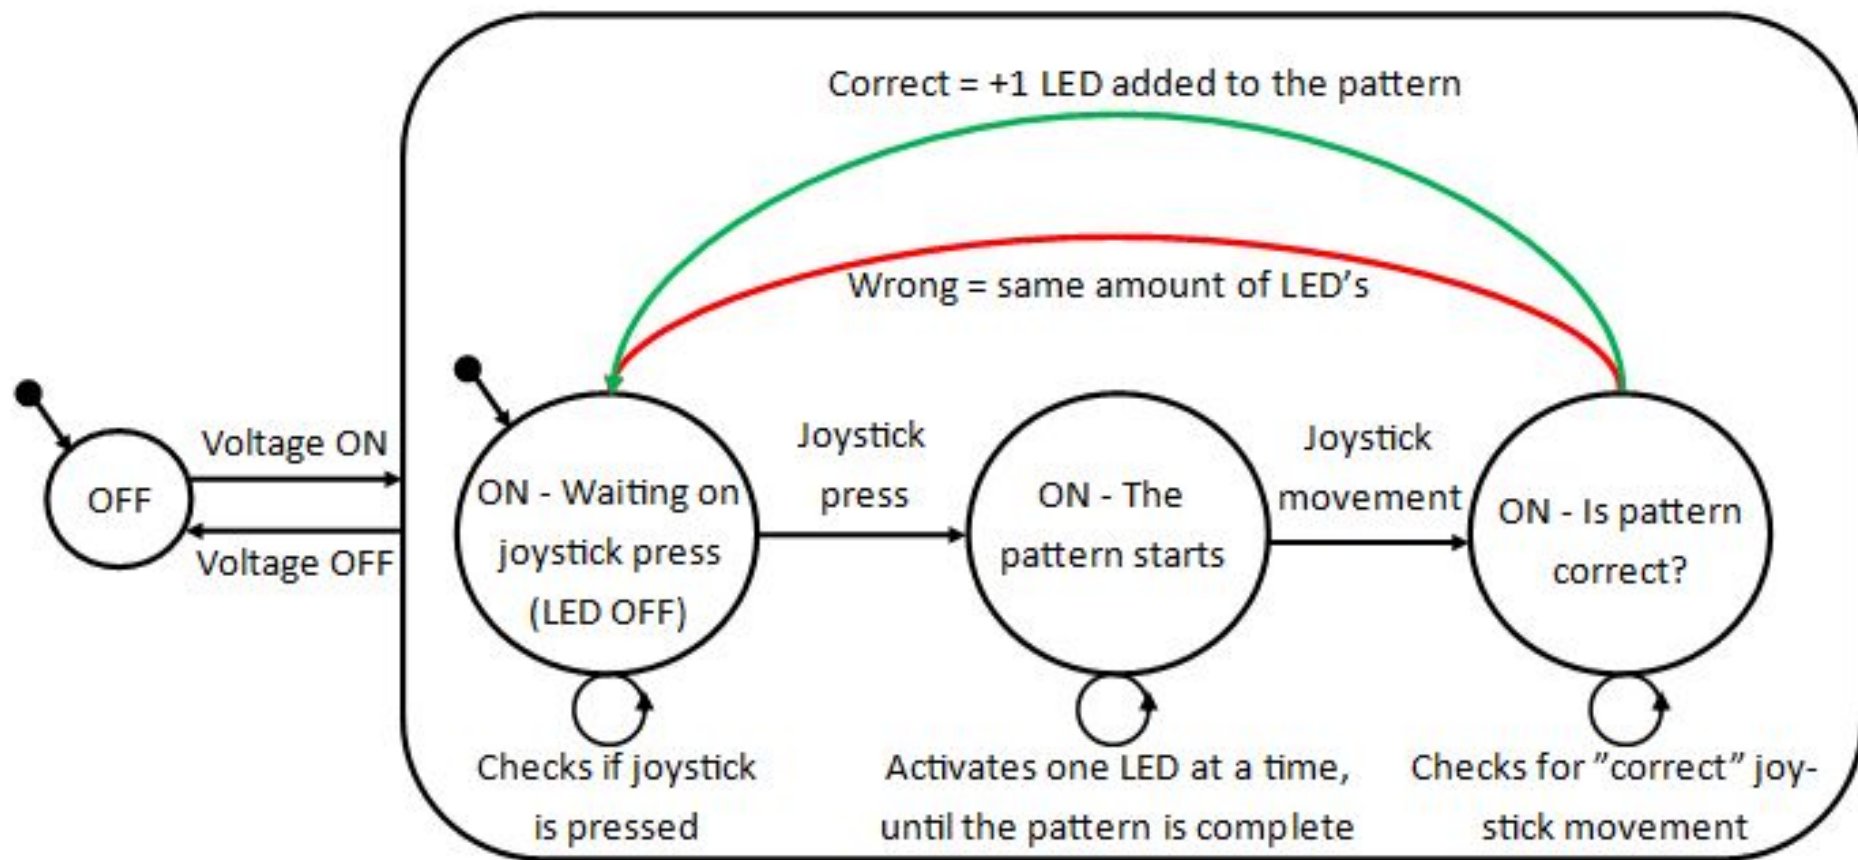 Correct = +1 LED added to the pattern
Wrong = same amount of LED's
OFF
Voltage ON
Voltage OFF
ON - Waiting on
joystick press
(LED OFF)
Joystick
press
ON - The
pattern starts
Joystick
movement
ON - Is pattern
correct?
Checks if joystick
is pressed
Activates one LED at a time,
until the pattern is complete
Checks for ”correct” joy-
stick movement